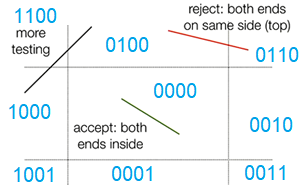 1100
more
testing
0100
reject: both ends
on same side (top)
0110
1000
0000
0010
accept: both
ends inside
1001
0001
0011